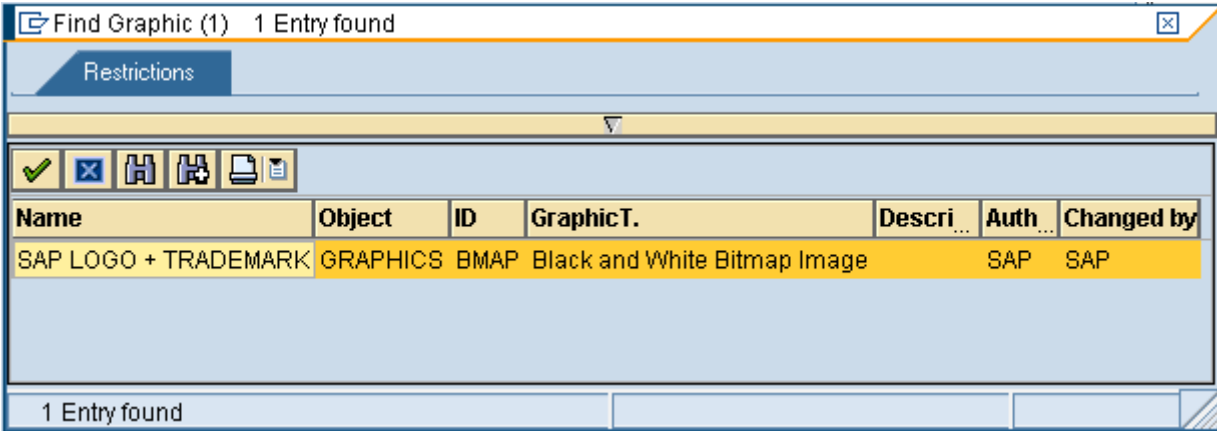 Find Graphic (1) 1 Entry found
Restrictions
Name Object ID GraphicT. Descri... Auth... Changed by
SAP LOGO + TRADEMARK GRAPHICS BMAP Black and White Bitmap Image SAP SAP
1 Entry found